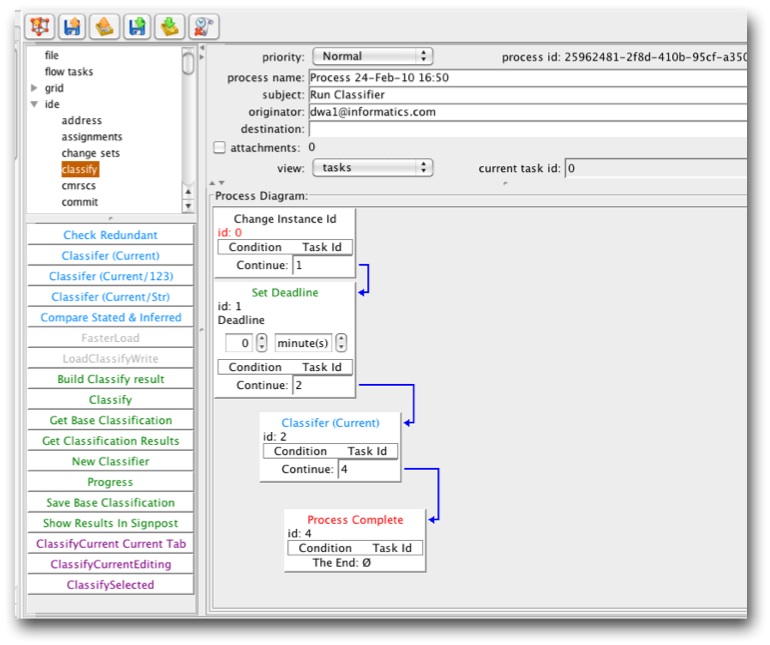 file
flow tasks
grid
ide
address
assignments
change sets
classify
cmrscs
commit
Check Redundant
Classifer (Current)
Classifer (Current/123)
Classifer (Current/Str)
Compare Stated & Inferred
FasterLoad
LoadClassifyWrite
Build Classify result
Classify
Get Base Classification
Get Classification Results
New Classifier
Progress
Save Base Classification
Show Results In Signpost
ClassifyCurrent Current Tab
ClassifyCurrentEditing
ClassifySelected
priority: Normal process id: 25962481-2f8d-410b-95cf-a350
process name: Process 24-Feb-10 16:50
subject: Run Classifier
originator: dwa1@informatics.com
destination:
attachments: 0
view: tasks current task id: 0
Process Diagram:
Change Instance Id
id: 0
Condition Task Id
Continue: 1
Set Deadline
id: 1
Deadline
0 minute(s)
Condition Task Id
Continue: 2
Classifer (Current)
id: 2
Condition Task Id
Continue: 4
Process Complete
id: 4
Condition Task Id
The End: Ø